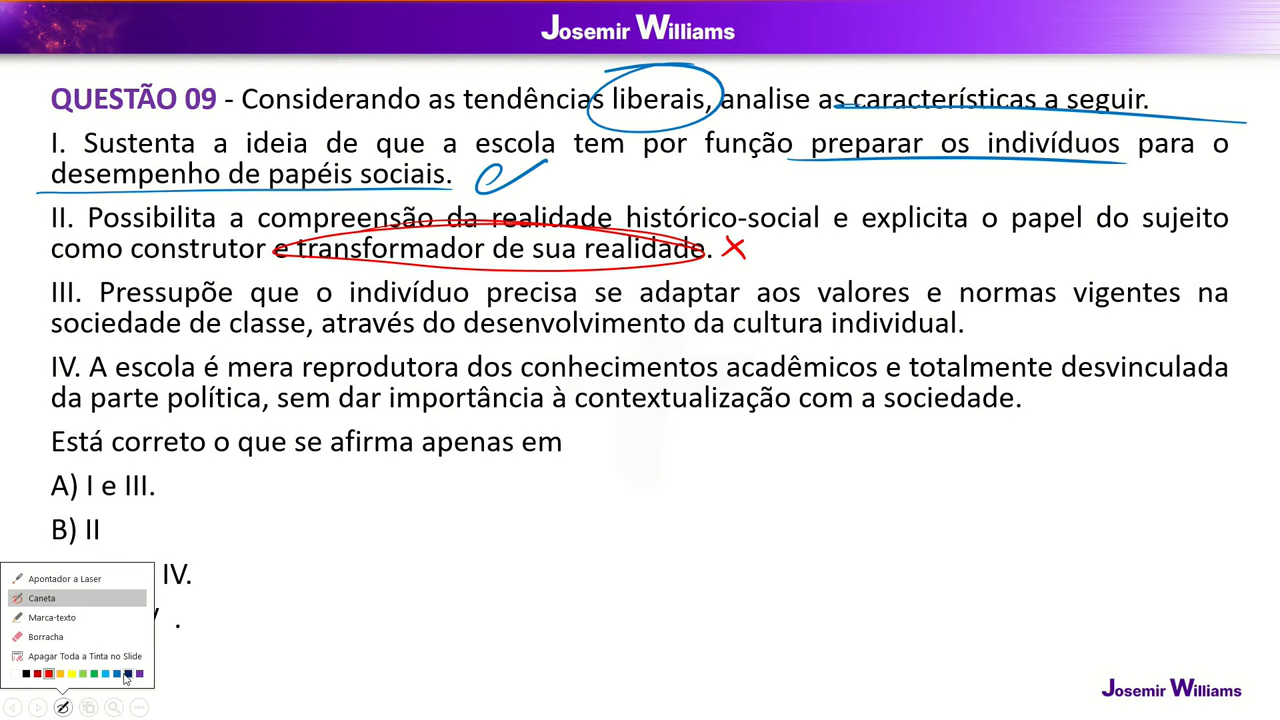 Josemir Williams
QUESTÃO 09 - Considerando as tendências liberais, analise as características a seguir.
I. Sustenta a ideia de que a escola tem por função preparar os indivíduos para o
desempenho de papéis sociais.
II. Possibilita a compreensão da realidade histórico-social e explicita o papel do sujeito
como construtor e transformador de sua realidade.
III. Pressupõe que o indivíduo precisa se adaptar aos valores e normas vigentes na
sociedade de classe, através do desenvolvimento da cultura individual.
IV. A escola é mera reprodutora dos conhecimentos acadêmicos e totalmente desvinculada
da parte política, sem dar importância à contextualização com a sociedade.
Está correto o que se afirma apenas em
A) I e III.
B) II
IV.
.
Apontador a Laser
Caneta
Marca-texto
Borracha
Apagar Toda a Tinta no Slide
Josemir Williams